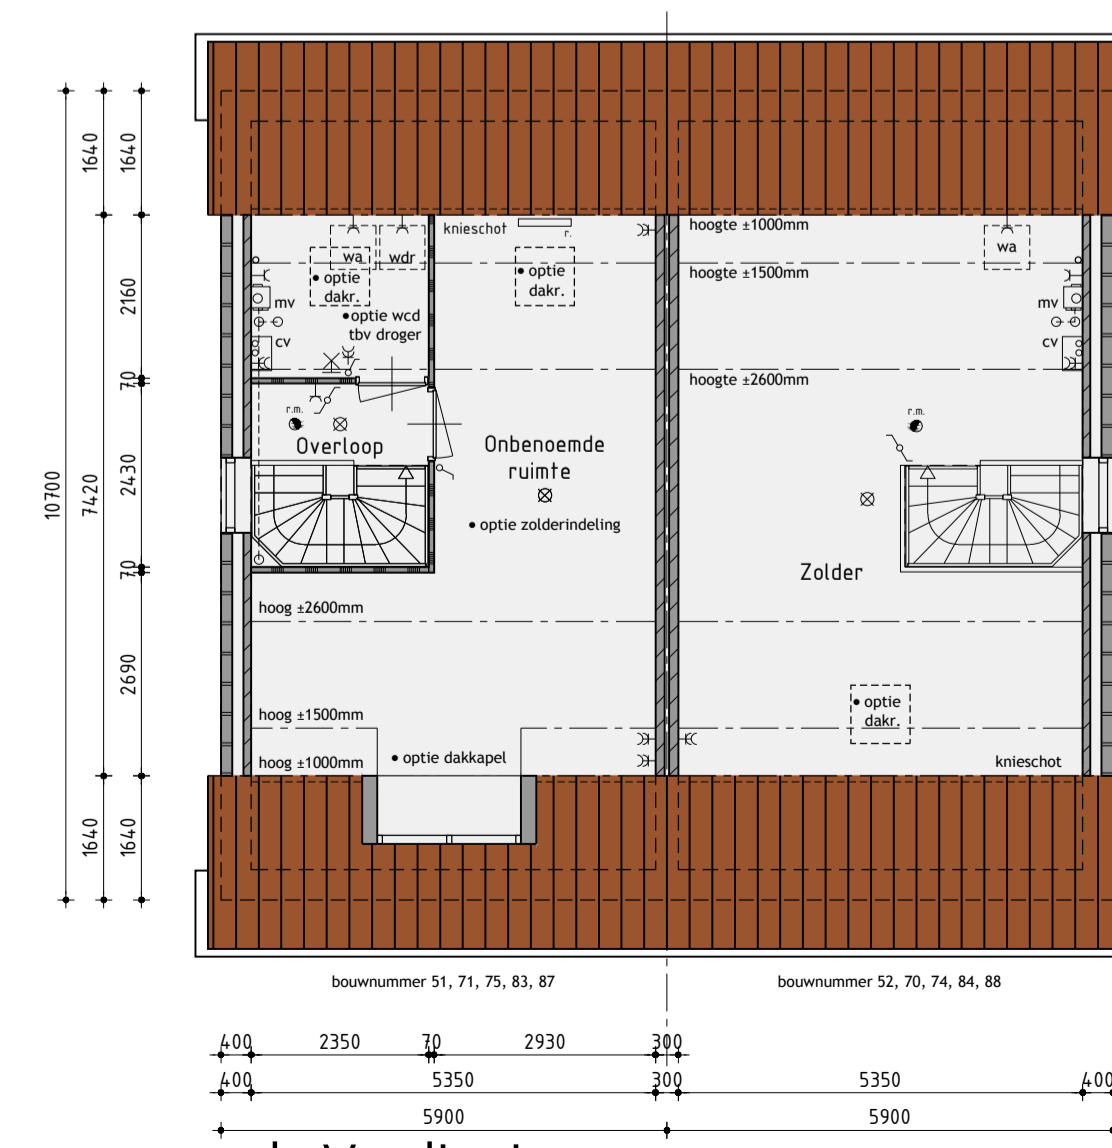 1640
1640
2160
70
2430
10700
7420
70
2690
1640
1640
knieschot
r.
hoogte ±1000mm
wa
wdr
wa
hoogte ±1500mm
• optie
dakr.
• optie
dakr.
mv
mv
• optie wcd
tbv droger
cv
cv
hoogte ±2600mm
r.m.
r.m.
Overloop
Onbenoemde
ruimte
• optie zolderindeling
Zolder
hoog ±2600mm
• optie
dakr.
hoog ±1500mm
• optie dakkapel
hoog ±1000mm
knieschot
bouwnummer 51, 71, 75, 83, 87
bouwnummer 52, 70, 74, 84, 88
400 2350 70 2930 300
400 5350 300 5350 400
5900 5900